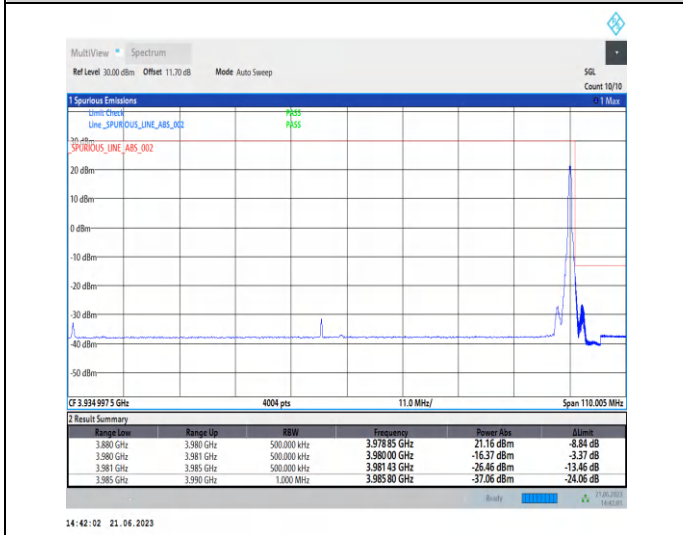 MultiView Spectrum
Ref Level 30.00 dBm Offset 11.70 dB Mode Auto Sweep SGL
Count 10/10
1 Spurious Emissions 1 Max
Limit Check PASS
Line _SPURIOUS_LINE_ABS_002 PASS
30 dBm
_SPURIOUS_LINE_ABS_002
20 dBm
10 dBm
0 dBm
-10 dBm
-20 dBm
-30 dBm
-40 dBm
-50 dBm
CF 3.934 997 5 GHz 4004 pts 11.0 MHz/ Span 110.005 MHz
2 Result Summary
Range Low Range Up RBW Frequency Power Abs ΔLimit
3.880 GHz 3.980 GHz 500.000 kHz 3.978 85 GHz 21.16 dBm -8.84 dB
3.980 GHz 3.981 GHz 500.000 kHz 3.980 00 GHz -16.37 dBm -3.37 dB
3.981 GHz 3.985 GHz 500.000 kHz 3.981 43 GHz -26.46 dBm -13.46 dB
3.985 GHz 3.990 GHz 1.000 MHz 3.985 80 GHz -37.06 dBm -24.06 dB
Ready 21.06.2023
14:42:01
14:42:02 21.06.2023